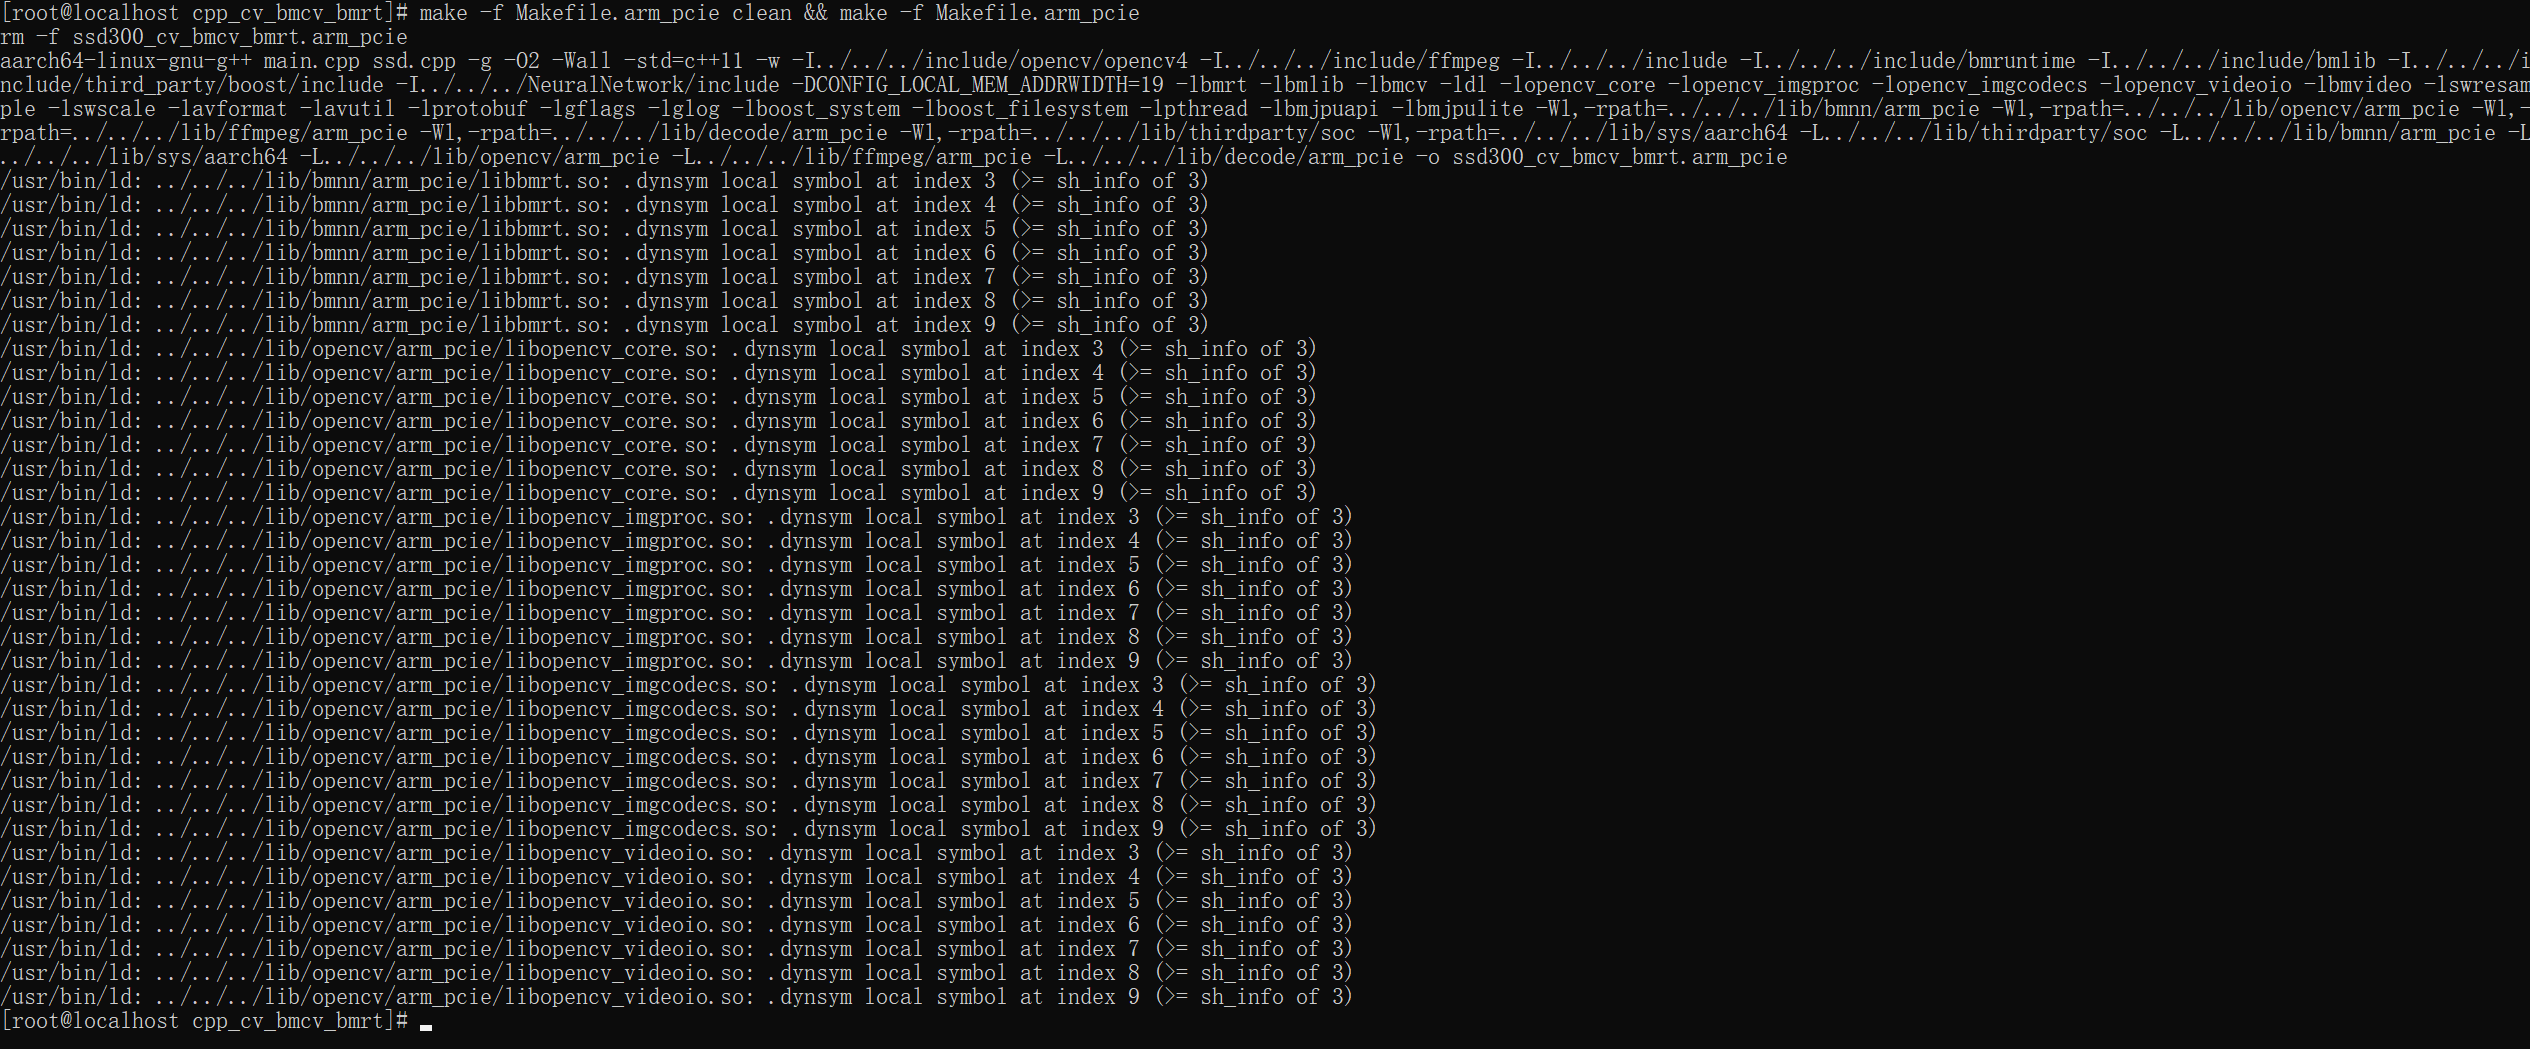 [root@localhost cpp_cv_bmcv_bmrt]# make -f Makefile.arm_pcie clean && make -f Makefile.arm_pcie
rm -f ssd300_cv_bmcv_bmrt.arm_pcie
aarch64-linux-gnu-g++ main.cpp ssd.cpp -g -O2 -Wall -std=c++11 -w -I../../../include/opencv/opencv4 -I../../../include/ffmpeg -I../../../include -I../../../include/bmruntime -I../../../include/bmlib -I../../../i
nclude/third_party/boost/include -I../../../NeuralNetwork/include -DCONFIG_LOCAL_MEM_ADDRWIDTH=19 -lbmrt -lbmlib -lbmcv -ldl -lopencv_core -lopencv_imgproc -lopencv_imgcodecs -lopencv_videoio -lbmvideo -lswresam
ple -lswscale -lavformat -lavutil -lprotobuf -lgflags -lglog -lboost_system -lboost_filesystem -lpthread -lbmjpuapi -lbmjpulite -Wl,-rpath=../../../lib/bmnn/arm_pcie -Wl,-rpath=../../../lib/opencv/arm_pcie -Wl,-
rpath=../../../lib/ffmpeg/arm_pcie -Wl,-rpath=../../../lib/decode/arm_pcie -Wl,-rpath=../../../lib/thirdparty/soc -Wl,-rpath=../../../lib/sys/aarch64 -L../../../lib/thirdparty/soc -L../../../lib/bmnn/arm_pcie -L
../../../lib/sys/aarch64 -L../../../lib/opencv/arm_pcie -L../../../lib/ffmpeg/arm_pcie -L../../../lib/decode/arm_pcie -o ssd300_cv_bmcv_bmrt.arm_pcie
/usr/bin/ld: ../../../lib/bmnn/arm_pcie/libbmrt.so: .dynsym local symbol at index 3 (>= sh_info of 3)
/usr/bin/ld: ../../../lib/bmnn/arm_pcie/libbmrt.so: .dynsym local symbol at index 4 (>= sh_info of 3)
/usr/bin/ld: ../../../lib/bmnn/arm_pcie/libbmrt.so: .dynsym local symbol at index 5 (>= sh_info of 3)
/usr/bin/ld: ../../../lib/bmnn/arm_pcie/libbmrt.so: .dynsym local symbol at index 6 (>= sh_info of 3)
/usr/bin/ld: ../../../lib/bmnn/arm_pcie/libbmrt.so: .dynsym local symbol at index 7 (>= sh_info of 3)
/usr/bin/ld: ../../../lib/bmnn/arm_pcie/libbmrt.so: .dynsym local symbol at index 8 (>= sh_info of 3)
/usr/bin/ld: ../../../lib/bmnn/arm_pcie/libbmrt.so: .dynsym local symbol at index 9 (>= sh_info of 3)
/usr/bin/ld: ../../../lib/opencv/arm_pcie/libopencv_core.so: .dynsym local symbol at index 3 (>= sh_info of 3)
/usr/bin/ld: ../../../lib/opencv/arm_pcie/libopencv_core.so: .dynsym local symbol at index 4 (>= sh_info of 3)
/usr/bin/ld: ../../../lib/opencv/arm_pcie/libopencv_core.so: .dynsym local symbol at index 5 (>= sh_info of 3)
/usr/bin/ld: ../../../lib/opencv/arm_pcie/libopencv_core.so: .dynsym local symbol at index 6 (>= sh_info of 3)
/usr/bin/ld: ../../../lib/opencv/arm_pcie/libopencv_core.so: .dynsym local symbol at index 7 (>= sh_info of 3)
/usr/bin/ld: ../../../lib/opencv/arm_pcie/libopencv_core.so: .dynsym local symbol at index 8 (>= sh_info of 3)
/usr/bin/ld: ../../../lib/opencv/arm_pcie/libopencv_core.so: .dynsym local symbol at index 9 (>= sh_info of 3)
/usr/bin/ld: ../../../lib/opencv/arm_pcie/libopencv_imgproc.so: .dynsym local symbol at index 3 (>= sh_info of 3)
/usr/bin/ld: ../../../lib/opencv/arm_pcie/libopencv_imgproc.so: .dynsym local symbol at index 4 (>= sh_info of 3)
/usr/bin/ld: ../../../lib/opencv/arm_pcie/libopencv_imgproc.so: .dynsym local symbol at index 5 (>= sh_info of 3)
/usr/bin/ld: ../../../lib/opencv/arm_pcie/libopencv_imgproc.so: .dynsym local symbol at index 6 (>= sh_info of 3)
/usr/bin/ld: ../../../lib/opencv/arm_pcie/libopencv_imgproc.so: .dynsym local symbol at index 7 (>= sh_info of 3)
/usr/bin/ld: ../../../lib/opencv/arm_pcie/libopencv_imgproc.so: .dynsym local symbol at index 8 (>= sh_info of 3)
/usr/bin/ld: ../../../lib/opencv/arm_pcie/libopencv_imgproc.so: .dynsym local symbol at index 9 (>= sh_info of 3)
/usr/bin/ld: ../../../lib/opencv/arm_pcie/libopencv_imgcodecs.so: .dynsym local symbol at index 3 (>= sh_info of 3)
/usr/bin/ld: ../../../lib/opencv/arm_pcie/libopencv_imgcodecs.so: .dynsym local symbol at index 4 (>= sh_info of 3)
/usr/bin/ld: ../../../lib/opencv/arm_pcie/libopencv_imgcodecs.so: .dynsym local symbol at index 5 (>= sh_info of 3)
/usr/bin/ld: ../../../lib/opencv/arm_pcie/libopencv_imgcodecs.so: .dynsym local symbol at index 6 (>= sh_info of 3)
/usr/bin/ld: ../../../lib/opencv/arm_pcie/libopencv_imgcodecs.so: .dynsym local symbol at index 7 (>= sh_info of 3)
/usr/bin/ld: ../../../lib/opencv/arm_pcie/libopencv_imgcodecs.so: .dynsym local symbol at index 8 (>= sh_info of 3)
/usr/bin/ld: ../../../lib/opencv/arm_pcie/libopencv_imgcodecs.so: .dynsym local symbol at index 9 (>= sh_info of 3)
/usr/bin/ld: ../../../lib/opencv/arm_pcie/libopencv_videoio.so: .dynsym local symbol at index 3 (>= sh_info of 3)
/usr/bin/ld: ../../../lib/opencv/arm_pcie/libopencv_videoio.so: .dynsym local symbol at index 4 (>= sh_info of 3)
/usr/bin/ld: ../../../lib/opencv/arm_pcie/libopencv_videoio.so: .dynsym local symbol at index 5 (>= sh_info of 3)
/usr/bin/ld: ../../../lib/opencv/arm_pcie/libopencv_videoio.so: .dynsym local symbol at index 6 (>= sh_info of 3)
/usr/bin/ld: ../../../lib/opencv/arm_pcie/libopencv_videoio.so: .dynsym local symbol at index 7 (>= sh_info of 3)
/usr/bin/ld: ../../../lib/opencv/arm_pcie/libopencv_videoio.so: .dynsym local symbol at index 8 (>= sh_info of 3)
/usr/bin/ld: ../../../lib/opencv/arm_pcie/libopencv_videoio.so: .dynsym local symbol at index 9 (>= sh_info of 3)
[root@localhost cpp_cv_bmcv_bmrt]#